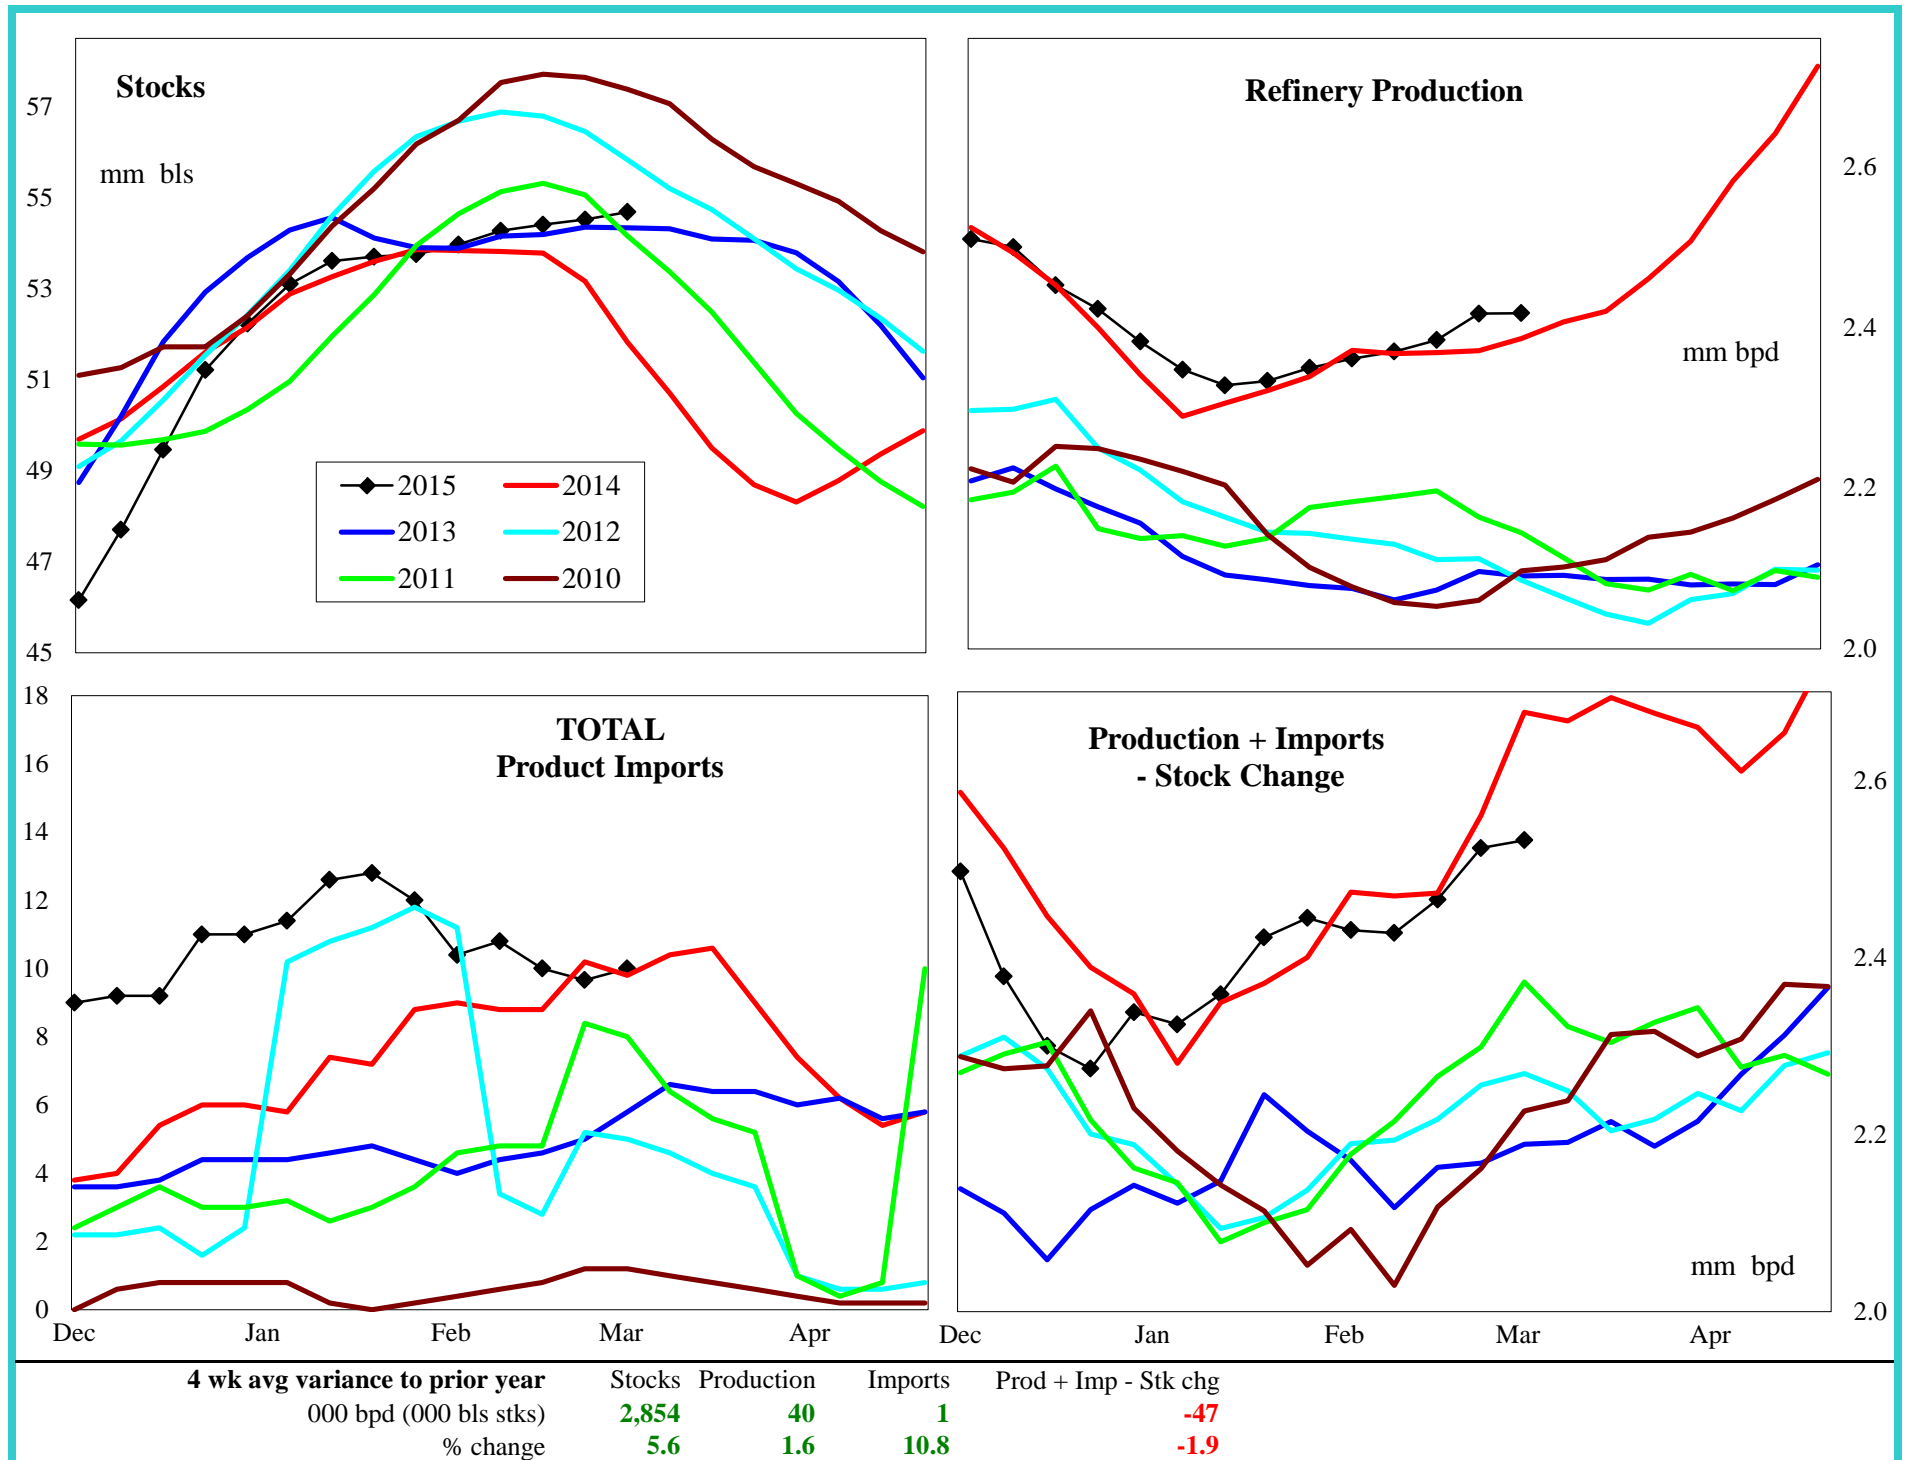 Stocks
mm bls
57
55
53
51
49
47
45
2015 2014
2013 2012
2011 2010
Refinery Production
mm bpd
2.6
2.4
2.2
2.0
TOTAL
Product Imports
18
16
14
12
10
8
6
4
2
0
Dec Jan Feb Mar Apr
Production + Imports
- Stock Change
2.6
2.4
2.2
2.0
mm bpd
Dec Jan Feb Mar Apr
4 wk avg variance to prior year Stocks Production Imports Prod + Imp - Stk chg
000 bpd (000 bls stks) 2,854 40 1 -47
% change 5.6 1.6 10.8 -1.9